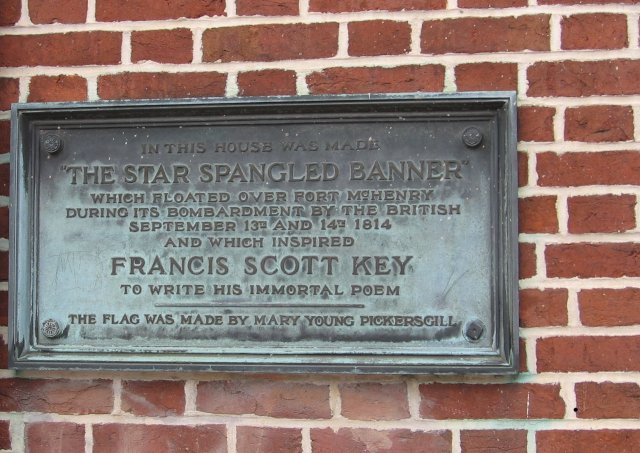 IN THIS HOUSE WAS MADE
"THE STAR SPANGLED BANNER"
WHICH FLOATED OVER FORT McHENRY
DURING ITS BOMBARDMENT BY THE BRITISH
SEPTEMBER 13TH AND 14TH 1814
AND WHICH INSPIRED
FRANCIS SCOTT KEY
TO WRITE HIS IMMORTAL POEM
THE FLAG WAS MADE BY MARY YOUNG PICKERSGILL